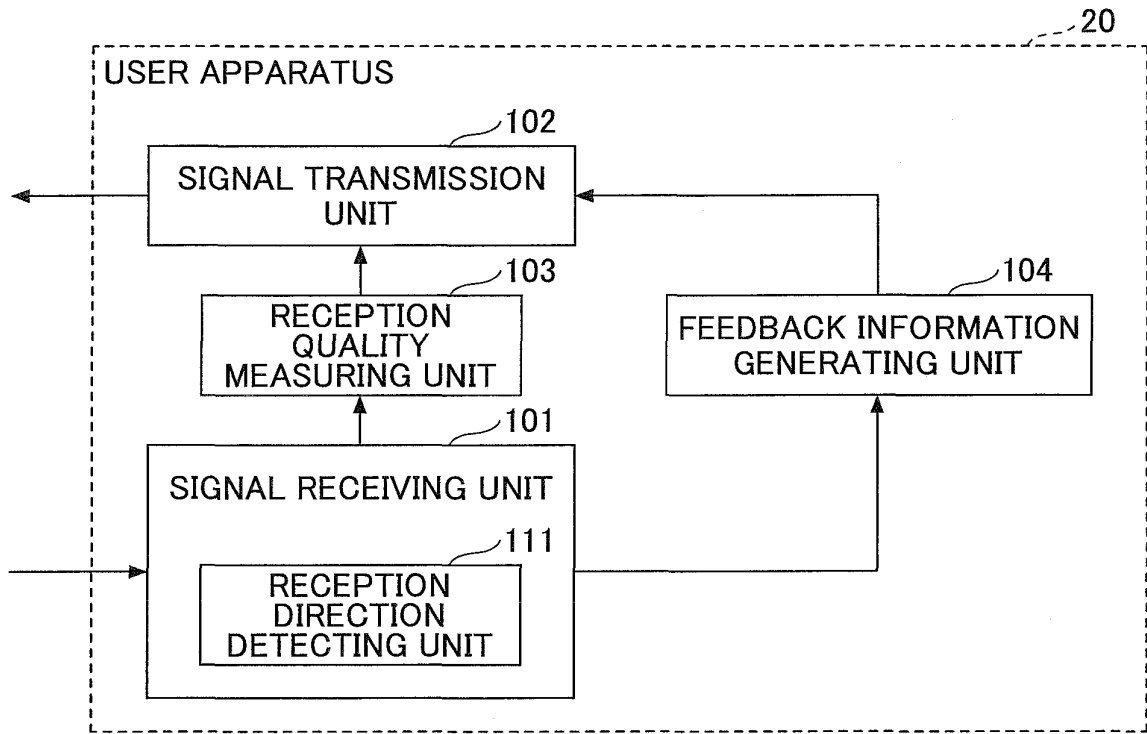 20
USER APPARATUS
102
SIGNAL TRANSMISSION
UNIT
103
RECEPTION
QUALITY
MEASURING UNIT
104
FEEDBACK INFORMATION
GENERATING UNIT
101
SIGNAL RECEIVING UNIT
111
RECEPTION
DIRECTION
DETECTING UNIT